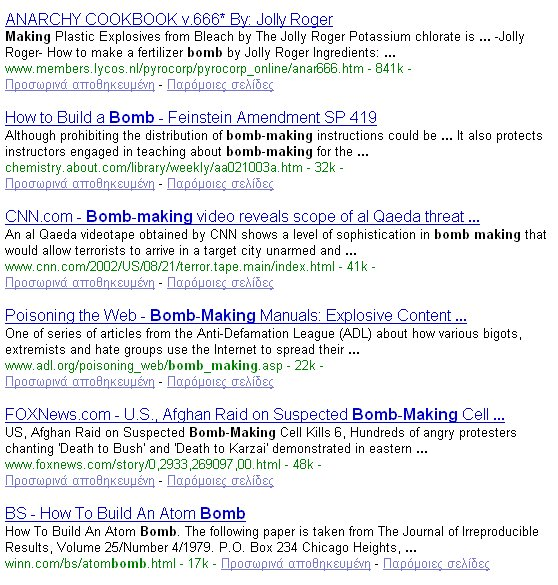 ANARCHY COOKBOOK v.666* By: Jolly Roger
Making Plastic Explosives from Bleach by The Jolly Roger Potassium chlorate is ... -Jolly
Roger- How to make a fertilizer bomb by Jolly Roger Ingredients: ...
www.members.lycos.nl/pyrocorp/pyrocorp_online/anar666.htm - 841k -
Προσωρινά αποθηκευμένη - Παρόμοιες σελίδες
How to Build a Bomb - Feinstein Amendment SP 419
Although prohibiting the distribution of bomb-making instructions could be ... It also protects
instructors engaged in teaching about bomb-making for the ...
chemistry.about.com/library/weekly/aa021003a.htm - 32k -
Προσωρινά αποθηκευμένη - Παρόμοιες σελίδες
CNN.com - Bomb-making video reveals scope of al Qaeda threat ...
An al Qaeda videotape obtained by CNN shows a level of sophistication in bomb making that
would allow terrorists to arrive in a target city unarmed and ...
www.cnn.com/2002/US/08/21/terror.tape.main/index.html - 41k -
Προσωρινά αποθηκευμένη - Παρόμοιες σελίδες
Poisoning the Web - Bomb-Making Manuals: Explosive Content ...
One of series of articles from the Anti-Defamation League (ADL) about how various bigots,
extremists and hate groups use the Internet to spread their ...
www.adl.org/poisoning_web/bomb_making.asp - 22k -
Προσωρινά αποθηκευμένη - Παρόμοιες σελίδες
FOXNews.com - U.S., Afghan Raid on Suspected Bomb-Making Cell ...
US, Afghan Raid on Suspected Bomb-Making Cell Kills 6, Hundreds of angry protesters
chanting 'Death to Bush' and 'Death to Karzai' demonstrated in eastern ...
www.foxnews.com/story/0,2933,269097,00.html - 48k -
Προσωρινά αποθηκευμένη - Παρόμοιες σελίδες
BS - How To Build An Atom Bomb
How To Build An Atom Bomb. The following paper is taken from The Journal of Irreproducible
Results, Volume 25/Number 4/1979. P.O. Box 234 Chicago Heights, ...
winn.com/bs/atombomb.html - 17k - Προσωρινά αποθηκευμένη - Παρόμοιες σελίδες